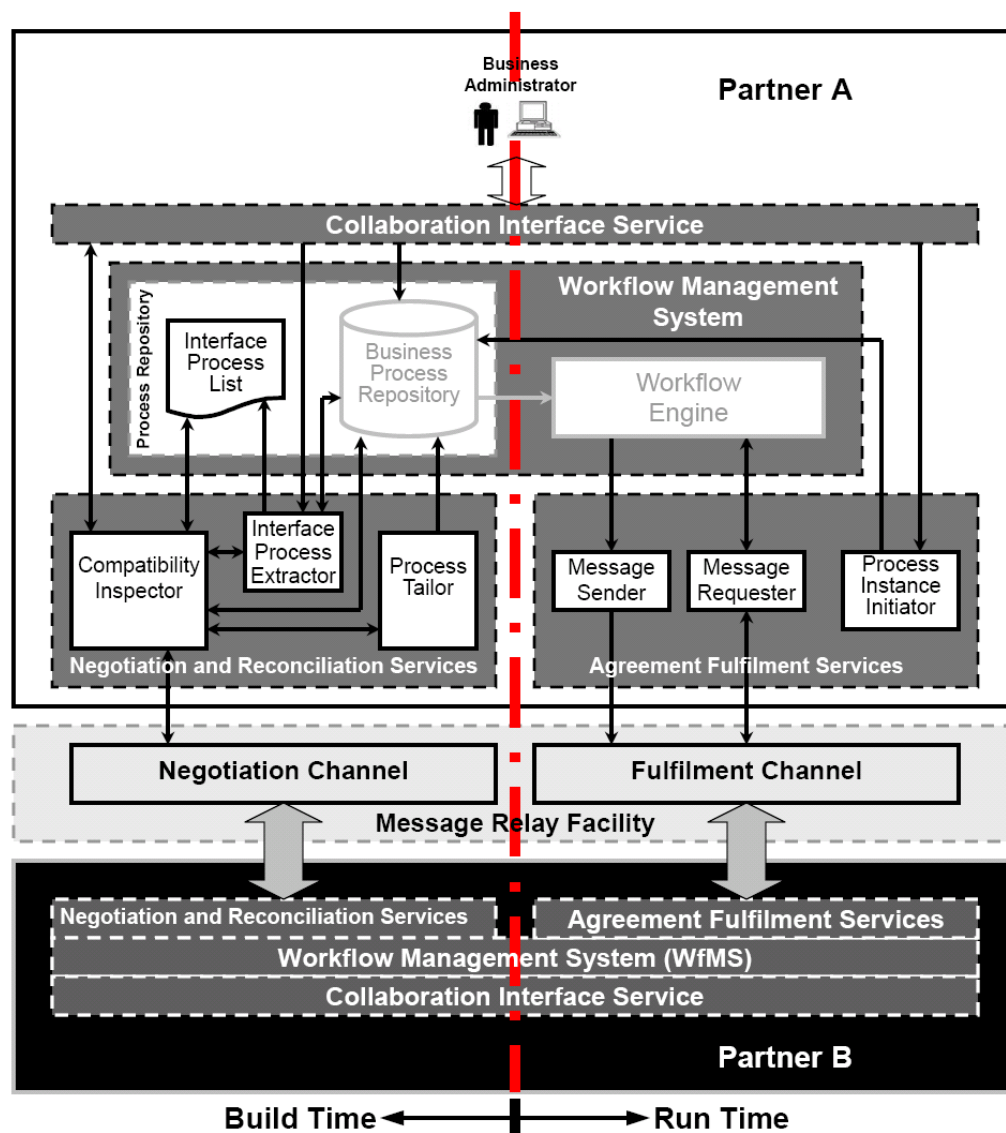 Business
Administrator
Partner A
Collaboration Interface Service
Workflow Management
System
Process Repository
Interface
Process
List
Business
Process
Repository
Workflow
Engine
Compatibility
Inspector
Interface
Process
Extractor
Process
Tailor
Negotiation and Reconciliation Services
Message
Sender
Message
Requester
Process
Instance
Initiator
Agreement Fulfilment Services
Negotiation Channel
Fulfilment Channel
Message Relay Facility
Negotiation and Reconciliation Services
Agreement Fulfilment Services
Workflow Management System (WfMS)
Collaboration Interface Service
Partner B
Build Time
Run Time